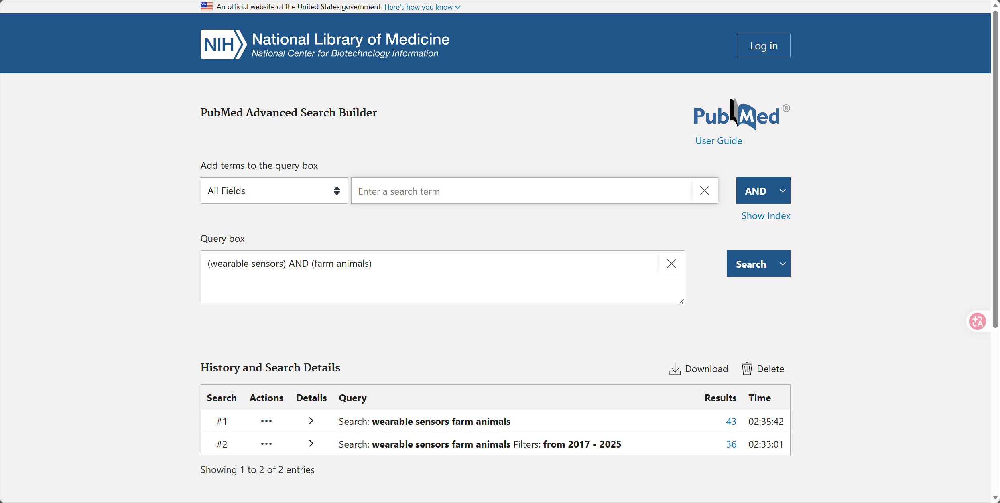 An official website of the United States government Here's how you know
NIH National Library of Medicine
National Center for Biotechnology Information
Log in
PubMed Advanced Search Builder
PubMed ®
User Guide
Add terms to the query box
All Fields
Enter a search term
AND
Show Index
Query box
(wearable sensors) AND (farm animals)
Search
History and Search Details
Download
Delete
Search Actions Details Query Results Time
#1 ••• Search: wearable sensors farm animals 43 02:35:42
#2 ••• Search: wearable sensors farm animals Filters: from 2017 - 2025 36 02:33:01
Showing 1 to 2 of 2 entries
A